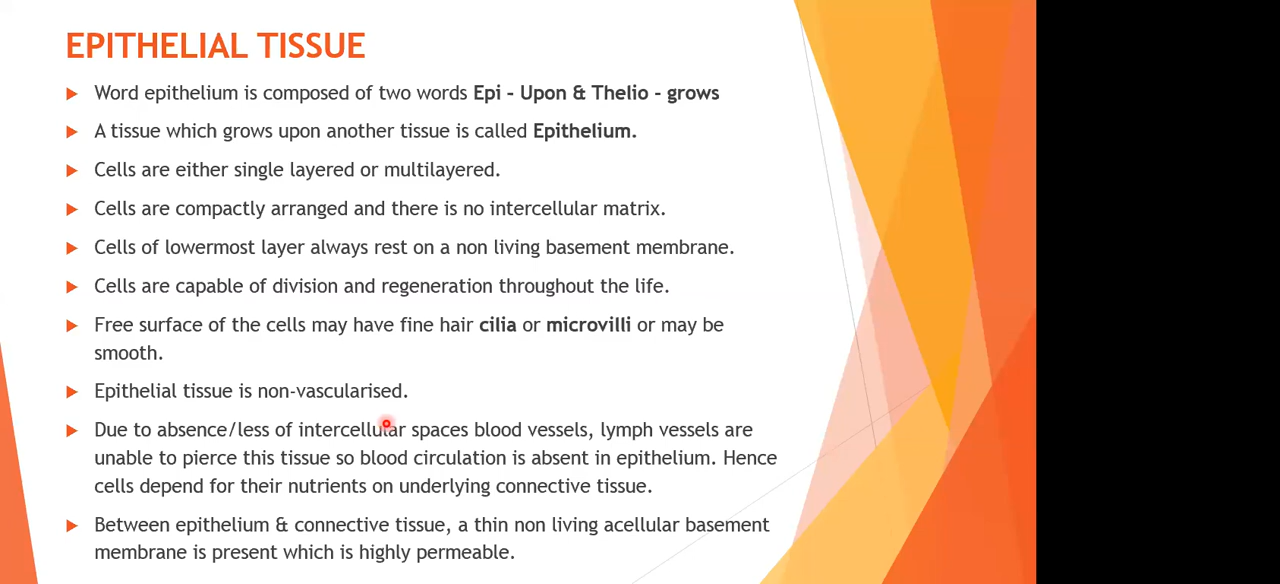 EPITHELIAL TISSUE
Word epithelium is composed of two words Epi - Upon & Thelio - grows
A tissue which grows upon another tissue is called Epithelium.
Cells are either single layered or multilayered.
Cells are compactly arranged and there is no intercellular matrix.
Cells of lowermost layer always rest on a non living basement membrane.
Cells are capable of division and regeneration throughout the life.
Free surface of the cells may have fine hair cilia or microvilli or may be
smooth.
Epithelial tissue is non-vascularised.
Due to absence/less of intercellular spaces blood vessels, lymph vessels are
unable to pierce this tissue so blood circulation is absent in epithelium. Hence
cells depend for their nutrients on underlying connective tissue.
Between epithelium & connective tissue, a thin non living acellular basement
membrane is present which is highly permeable.